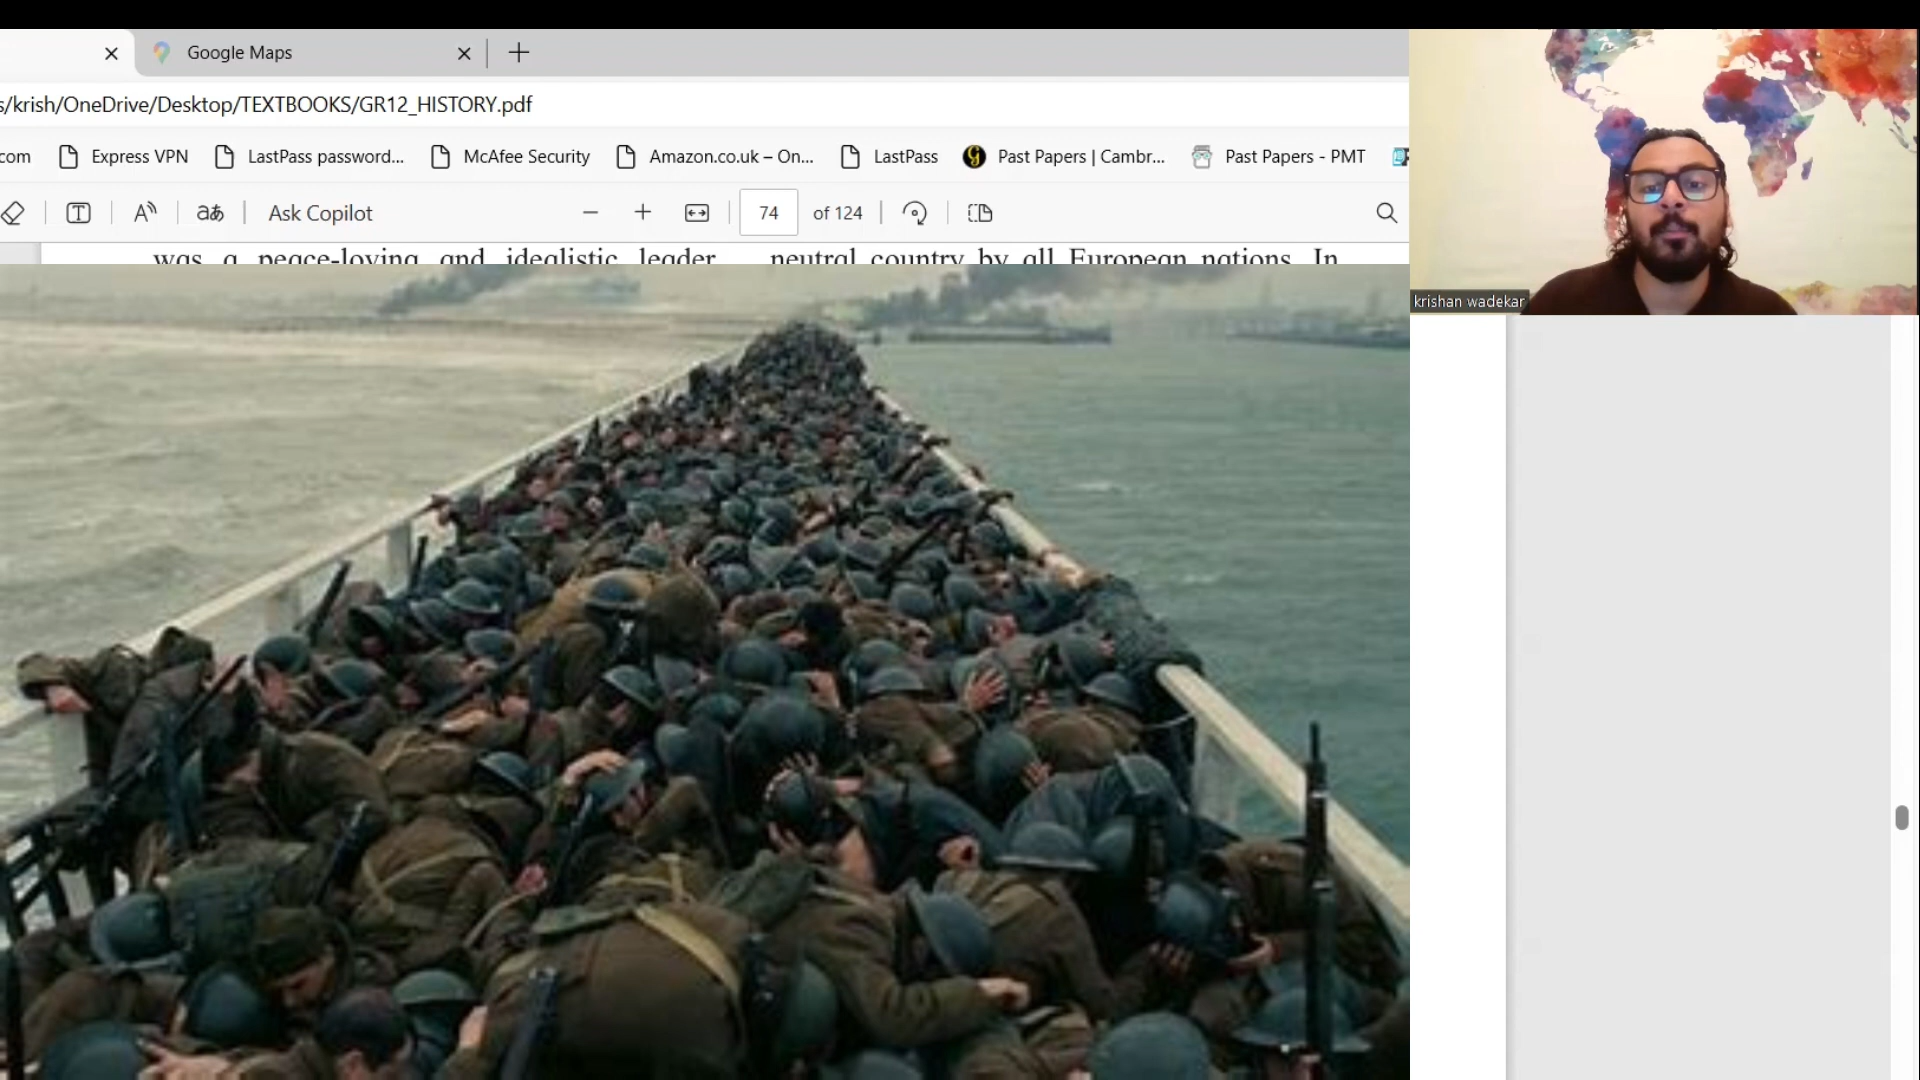 Google Maps
s/krish/OneDrive/Desktop/TEXTBOOKS/GR12_HISTORY.pdf
com Express VPN LastPass password... McAfee Security Amazon.co.uk – On... LastPass Past Papers | Cambr... Past Papers - PMT
T A aあ Ask Copilot 74 of 124
was a peace-loving and idealistic leader
neutral country by all European nations. In
krishan wadekar